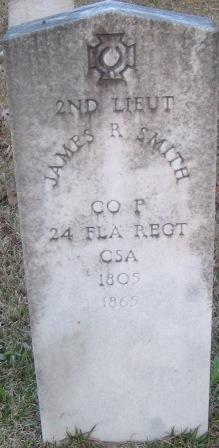 2ND LIEUT
JAMES R SMITH
CO P
24 FLA REGT
CSA
1805
1865